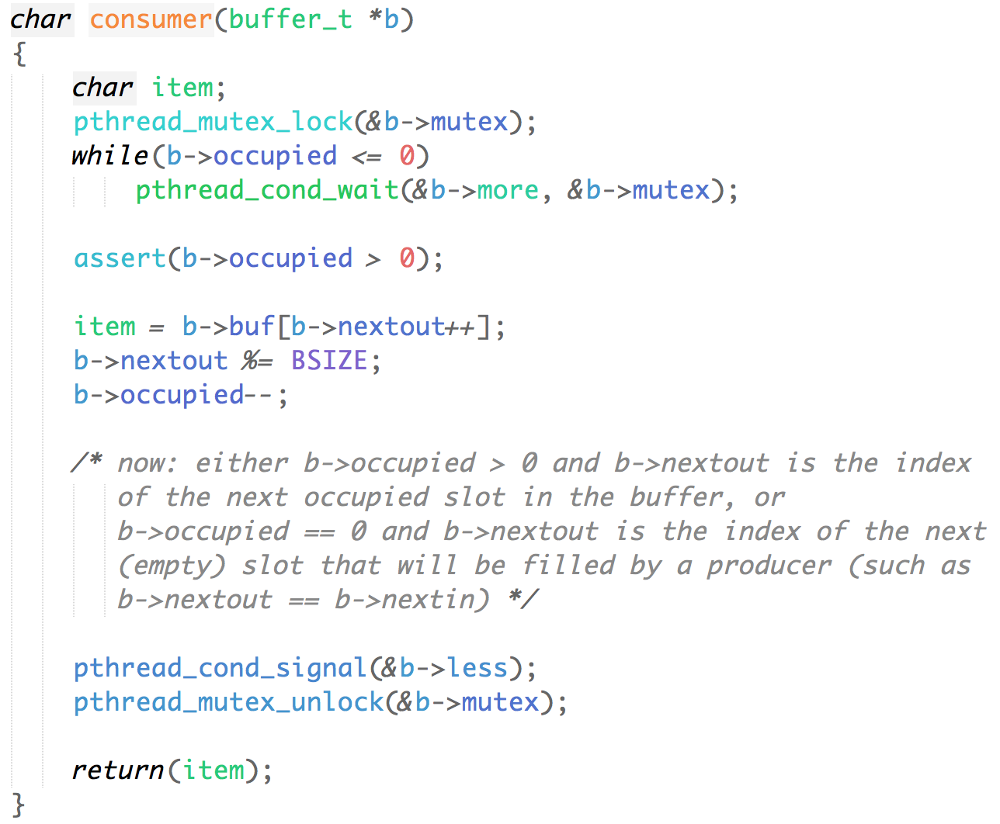 char consumer(buffer_t *b)
{
    char item;
    pthread_mutex_lock(&b->mutex);
    while(b->occupied <= 0)
        pthread_cond_wait(&b->more, &b->mutex);

    assert(b->occupied > 0);

    item = b->buf[b->nextout++];
    b->nextout %= BSIZE;
    b->occupied--;

    /* now: either b->occupied > 0 and b->nextout is the index
       of the next occupied slot in the buffer, or
       b->occupied == 0 and b->nextout is the index of the next
       (empty) slot that will be filled by a producer (such as
       b->nextout == b->nextin) */

    pthread_cond_signal(&b->less);
    pthread_mutex_unlock(&b->mutex);

    return(item);
}